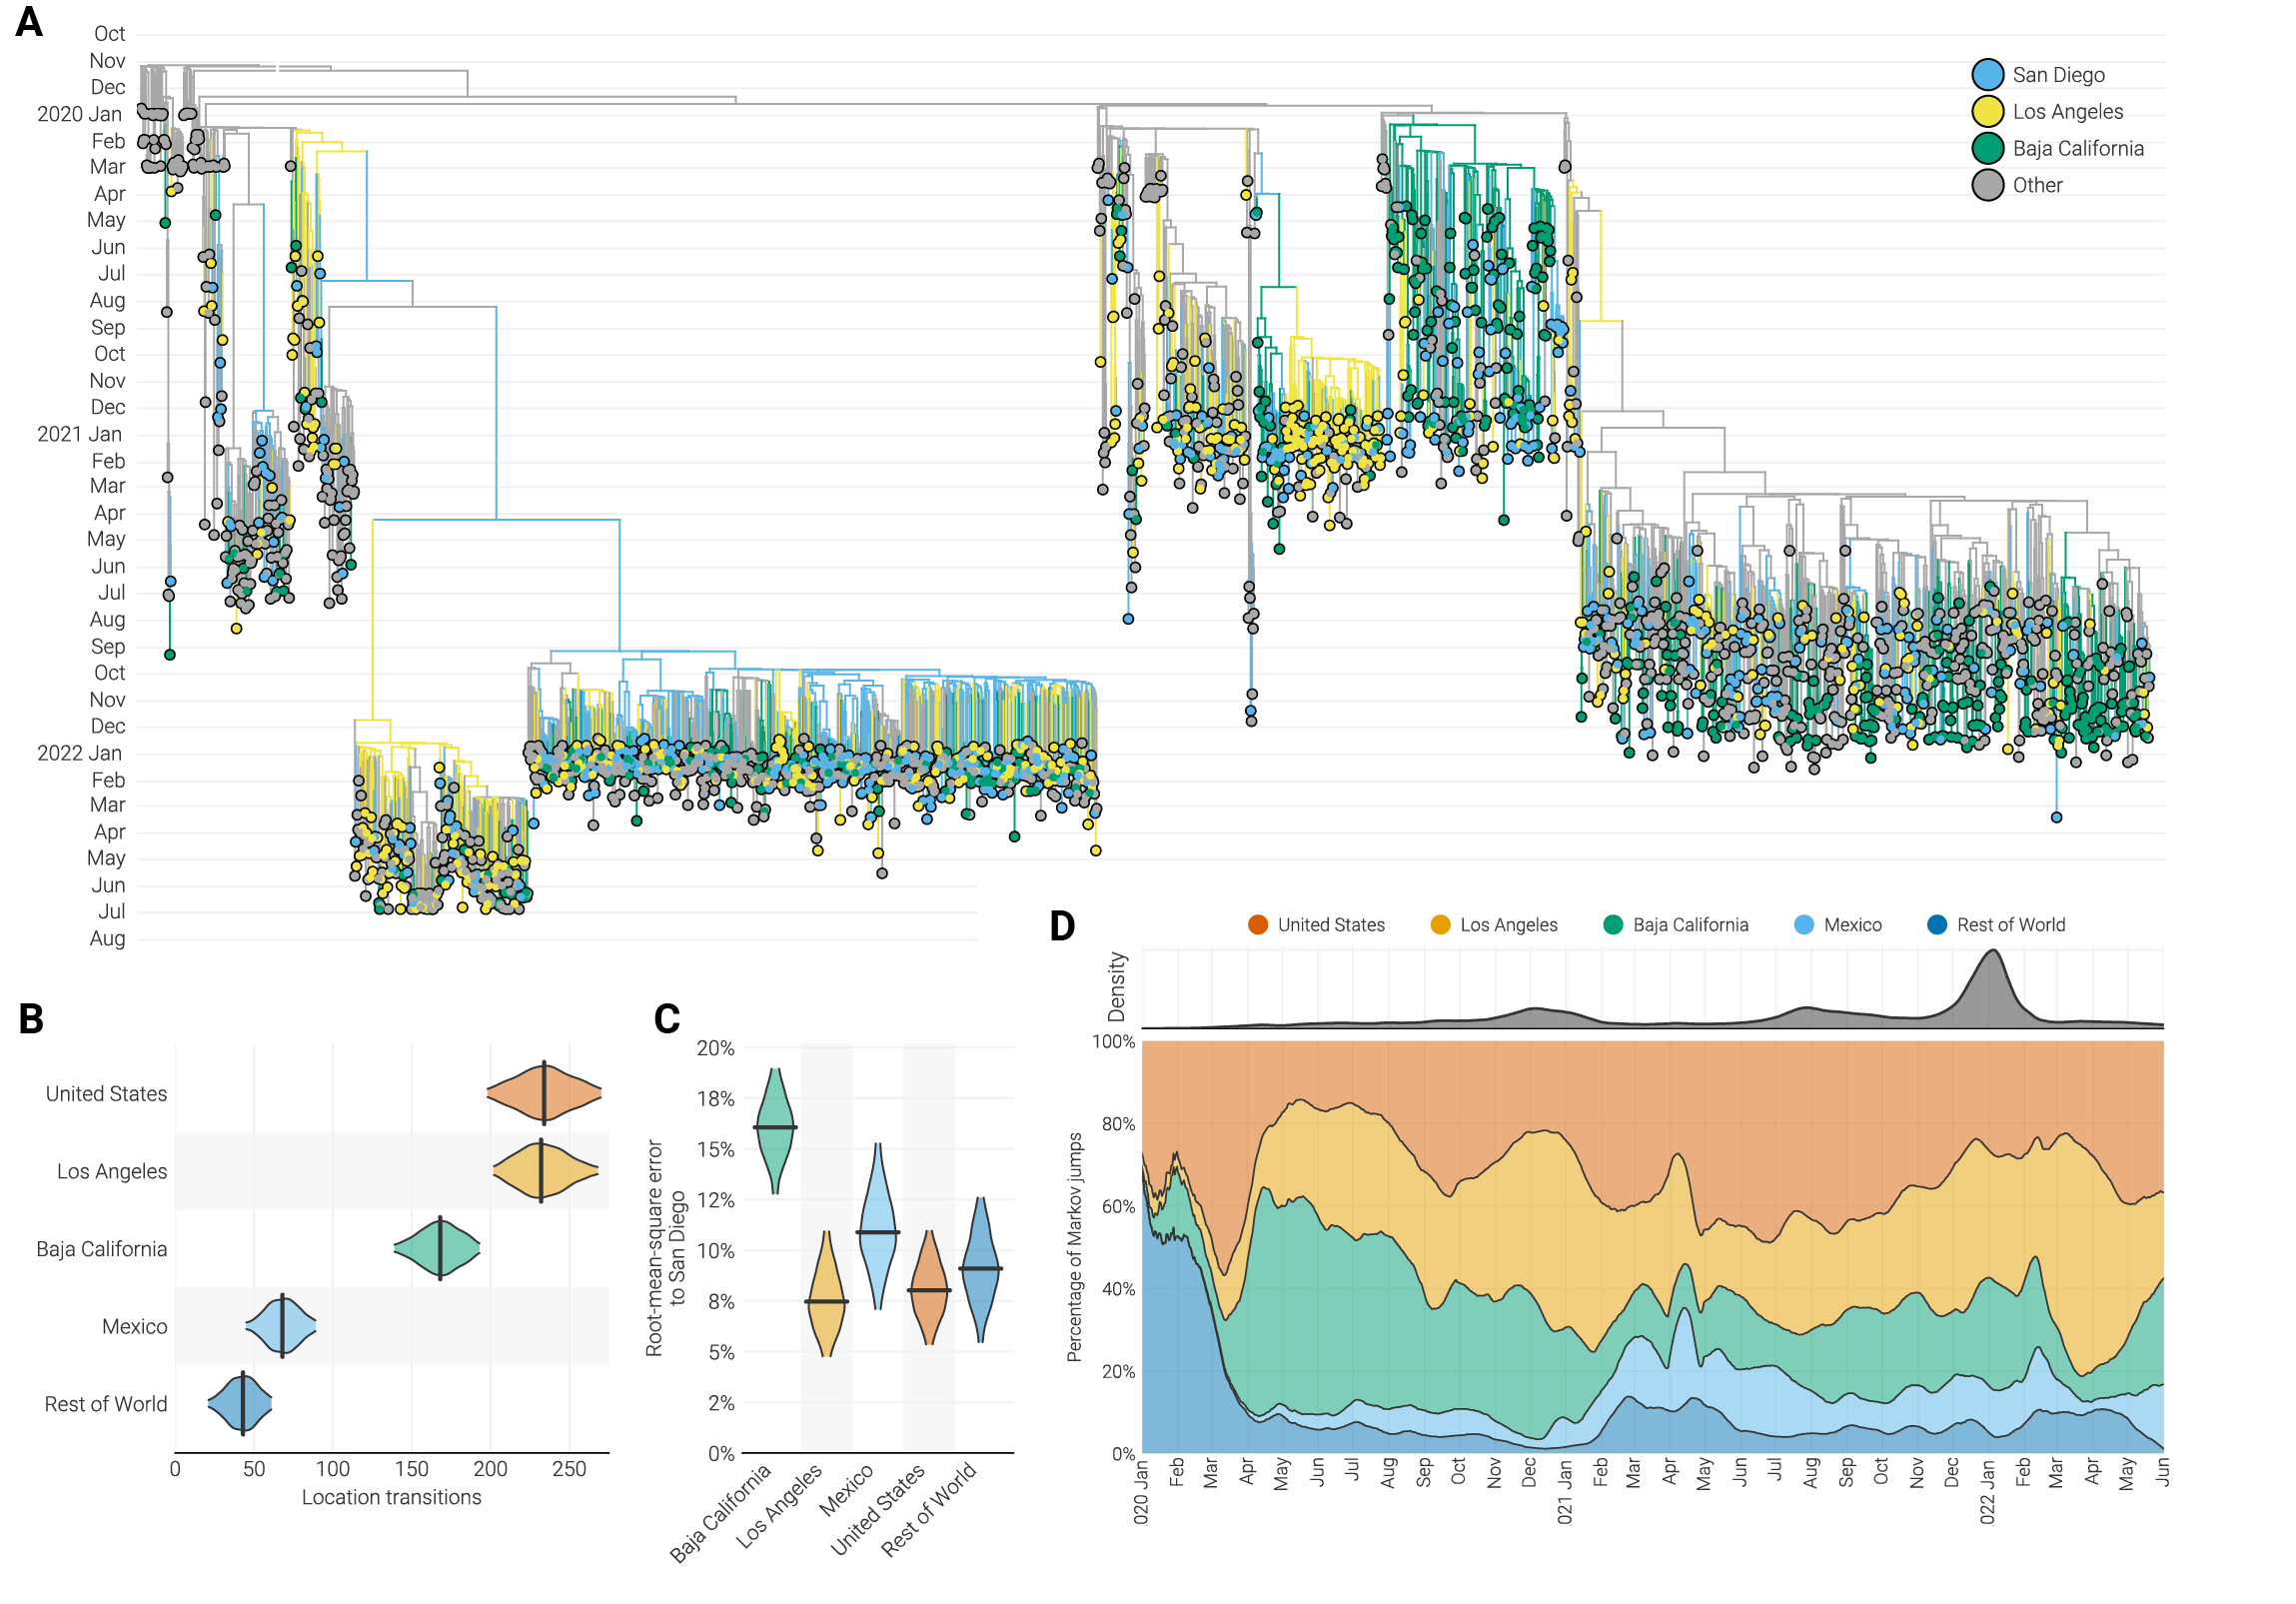 A
Oct
Nov
Dec
2020 Jan
Feb
Mar
Apr
May
Jun
Jul
Aug
Sep
Oct
Nov
Dec
2021 Jan
Feb
Mar
Apr
May
Jun
Jul
Aug
Sep
Oct
Nov
Dec
2022 Jan
Feb
Mar
Apr
May
Jun
Jul
Aug
San Diego
Los Angeles
Baja California
Other
B
United States
Los Angeles
Baja California
Mexico
Rest of World
0 50 100 150 200 250
Location transitions
C
Root-mean-square error
to San Diego
20%
18%
15%
12%
10%
8%
5%
2%
0%
Baja California
Los Angeles
Mexico
United States
Rest of World
D
United States Los Angeles Baja California Mexico Rest of World
Density
Percentage of Markov jumps
100%
80%
60%
40%
20%
0%
020 Jan
Feb
Mar
Apr
May
Jun
Jul
Aug
Sep
Oct
Nov
Dec
021 Jan
Feb
Mar
Apr
May
Jun
Jul
Aug
Sep
Oct
Nov
Dec
022 Jan
Feb
Mar
Apr
May
Jun